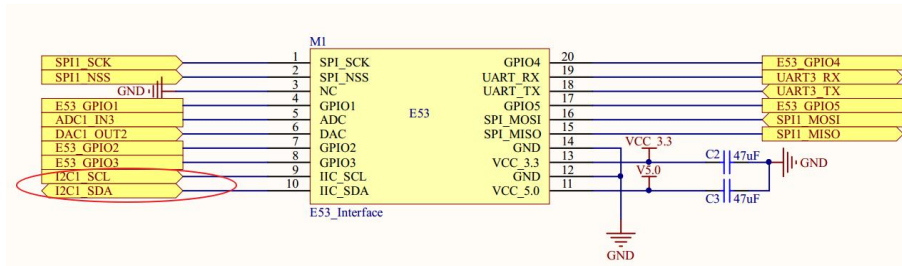 M1
SPI1_SCK 1 SPI_SCK GPIO4 20 E53_GPIO4
SPI1_NSS 2 SPI_NSS UART_RX 19 UART3_RX
GND 3 NC UART_TX 18 UART3_TX
E53_GPIO1 4 GPIO1 GPIO5 17 E53_GPIO5
ADC1_IN3 5 ADC E53 SPI_MOSI 16 SPI1_MOSI
DAC1_OUT2 6 DAC SPI_MISO 15 SPI1_MISO
E53_GPIO2 7 GPIO2 GND 14 VCC_3.3
E53_GPIO3 8 GPIO3 VCC_3.3 13 C2 47uF GND
I2C1_SCL 9 IIC_SCL GND 12 V5.0
I2C1_SDA 10 IIC_SDA VCC_5.0 11 C3 47uF
E53_Interface
GND